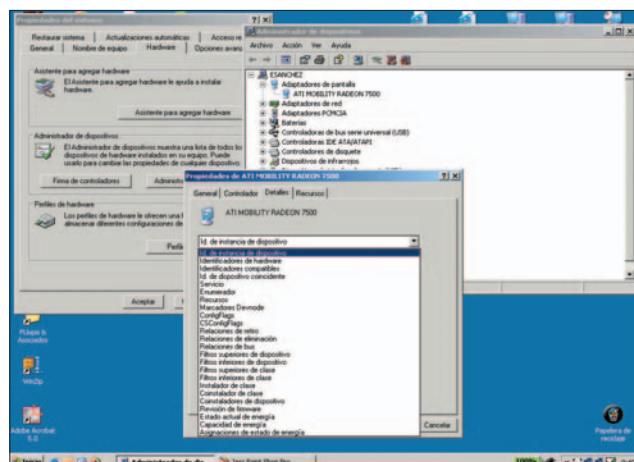 Propiedades del sistema
Restaurar sistema
Actualizaciones automáticas
Acceso re
General
Nombre de equipo
Hardware
Opciones avanz
Asistente para agregar hardware
El Asistente para agregar hardware le ayuda a instalar
hardware.
Asistente para agregar hardware
Administrador de dispositivos
El Administrador de dispositivos muestra una lista de todos los
dispositivos de hardware instalados en su equipo. Puede
usarlo para cambiar las propiedades de cualquier dispositivo.
Firma de controladores
Administr
Perfiles de hardware
Los perfiles de hardware le ofrecen una f
almacenar diferentes configuraciones de
Perfil
Aceptar
Administrador de dispositivos
Archivo Acción Ver Ayuda
ESANCHEZ
Adaptadores de pantalla
ATI MOBILITY RADEON 7500
Adaptadores de red
Adaptadores PCMCIA
Baterías
Controladoras de bus serie universal (USB)
Controladoras IDE ATA/ATAPI
Controladoras de disquete
Dispositivos de infrarrojos
Propiedades de ATI MOBILITY RADEON 7500
General
Controlador
Detalles
Recursos
ATI MOBILITY RADEON 7500
Id. de instancia de dispositivo
Id. de instancia de dispositivo
Identificadores de hardware
Identificadores compatibles
Id. de dispositivo coincidente
Servicio
Enumerador
Recursos
Marcadores Devnode
ConfigFlags
CSConfigFlags
Relaciones de retiro
Relaciones de eliminación
Relaciones de bus
Filtros superiores de dispositivo
Filtros inferiores de dispositivo
Filtros superiores de clase
Filtros inferiores de clase
Instalador de clase
Coinstalador de clase
Coinstaladores de dispositivo
Revisión de firmware
Estado actual de energía
Capacidad de energía
Asignaciones de estado de energía
Cancelar
Asociados
WinZip
Adobe Acrobat
5.0
Papelera de
reciclaje
Inicio
Administrador de dis
Jasc Paint Shop Pro
100%